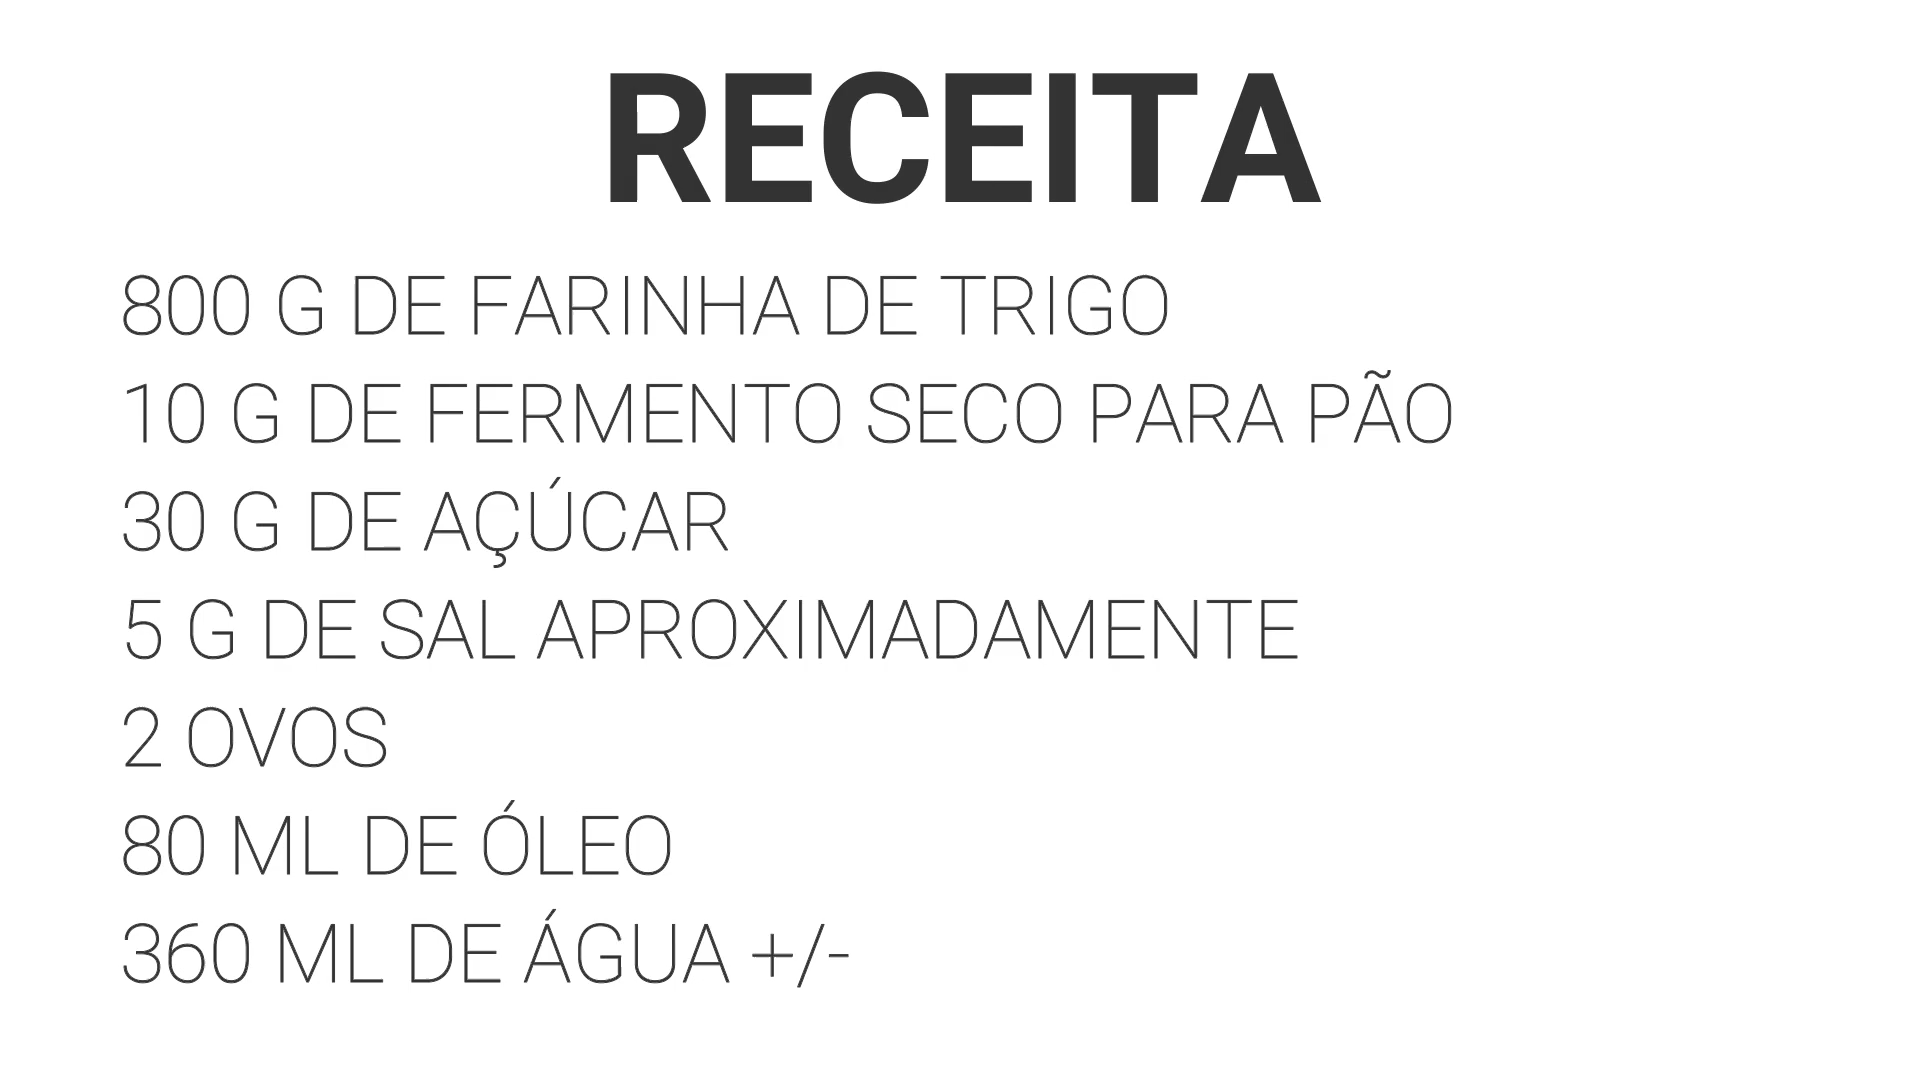 RECEITA
800 G DE FARINHA DE TRIGO
10 G DE FERMENTO SECO PARA PÃO
30 G DE AÇÚCAR
5 G DE SAL APROXIMADAMENTE
2 OVOS
80 ML DE ÓLEO
360 ML DE ÁGUA +/-